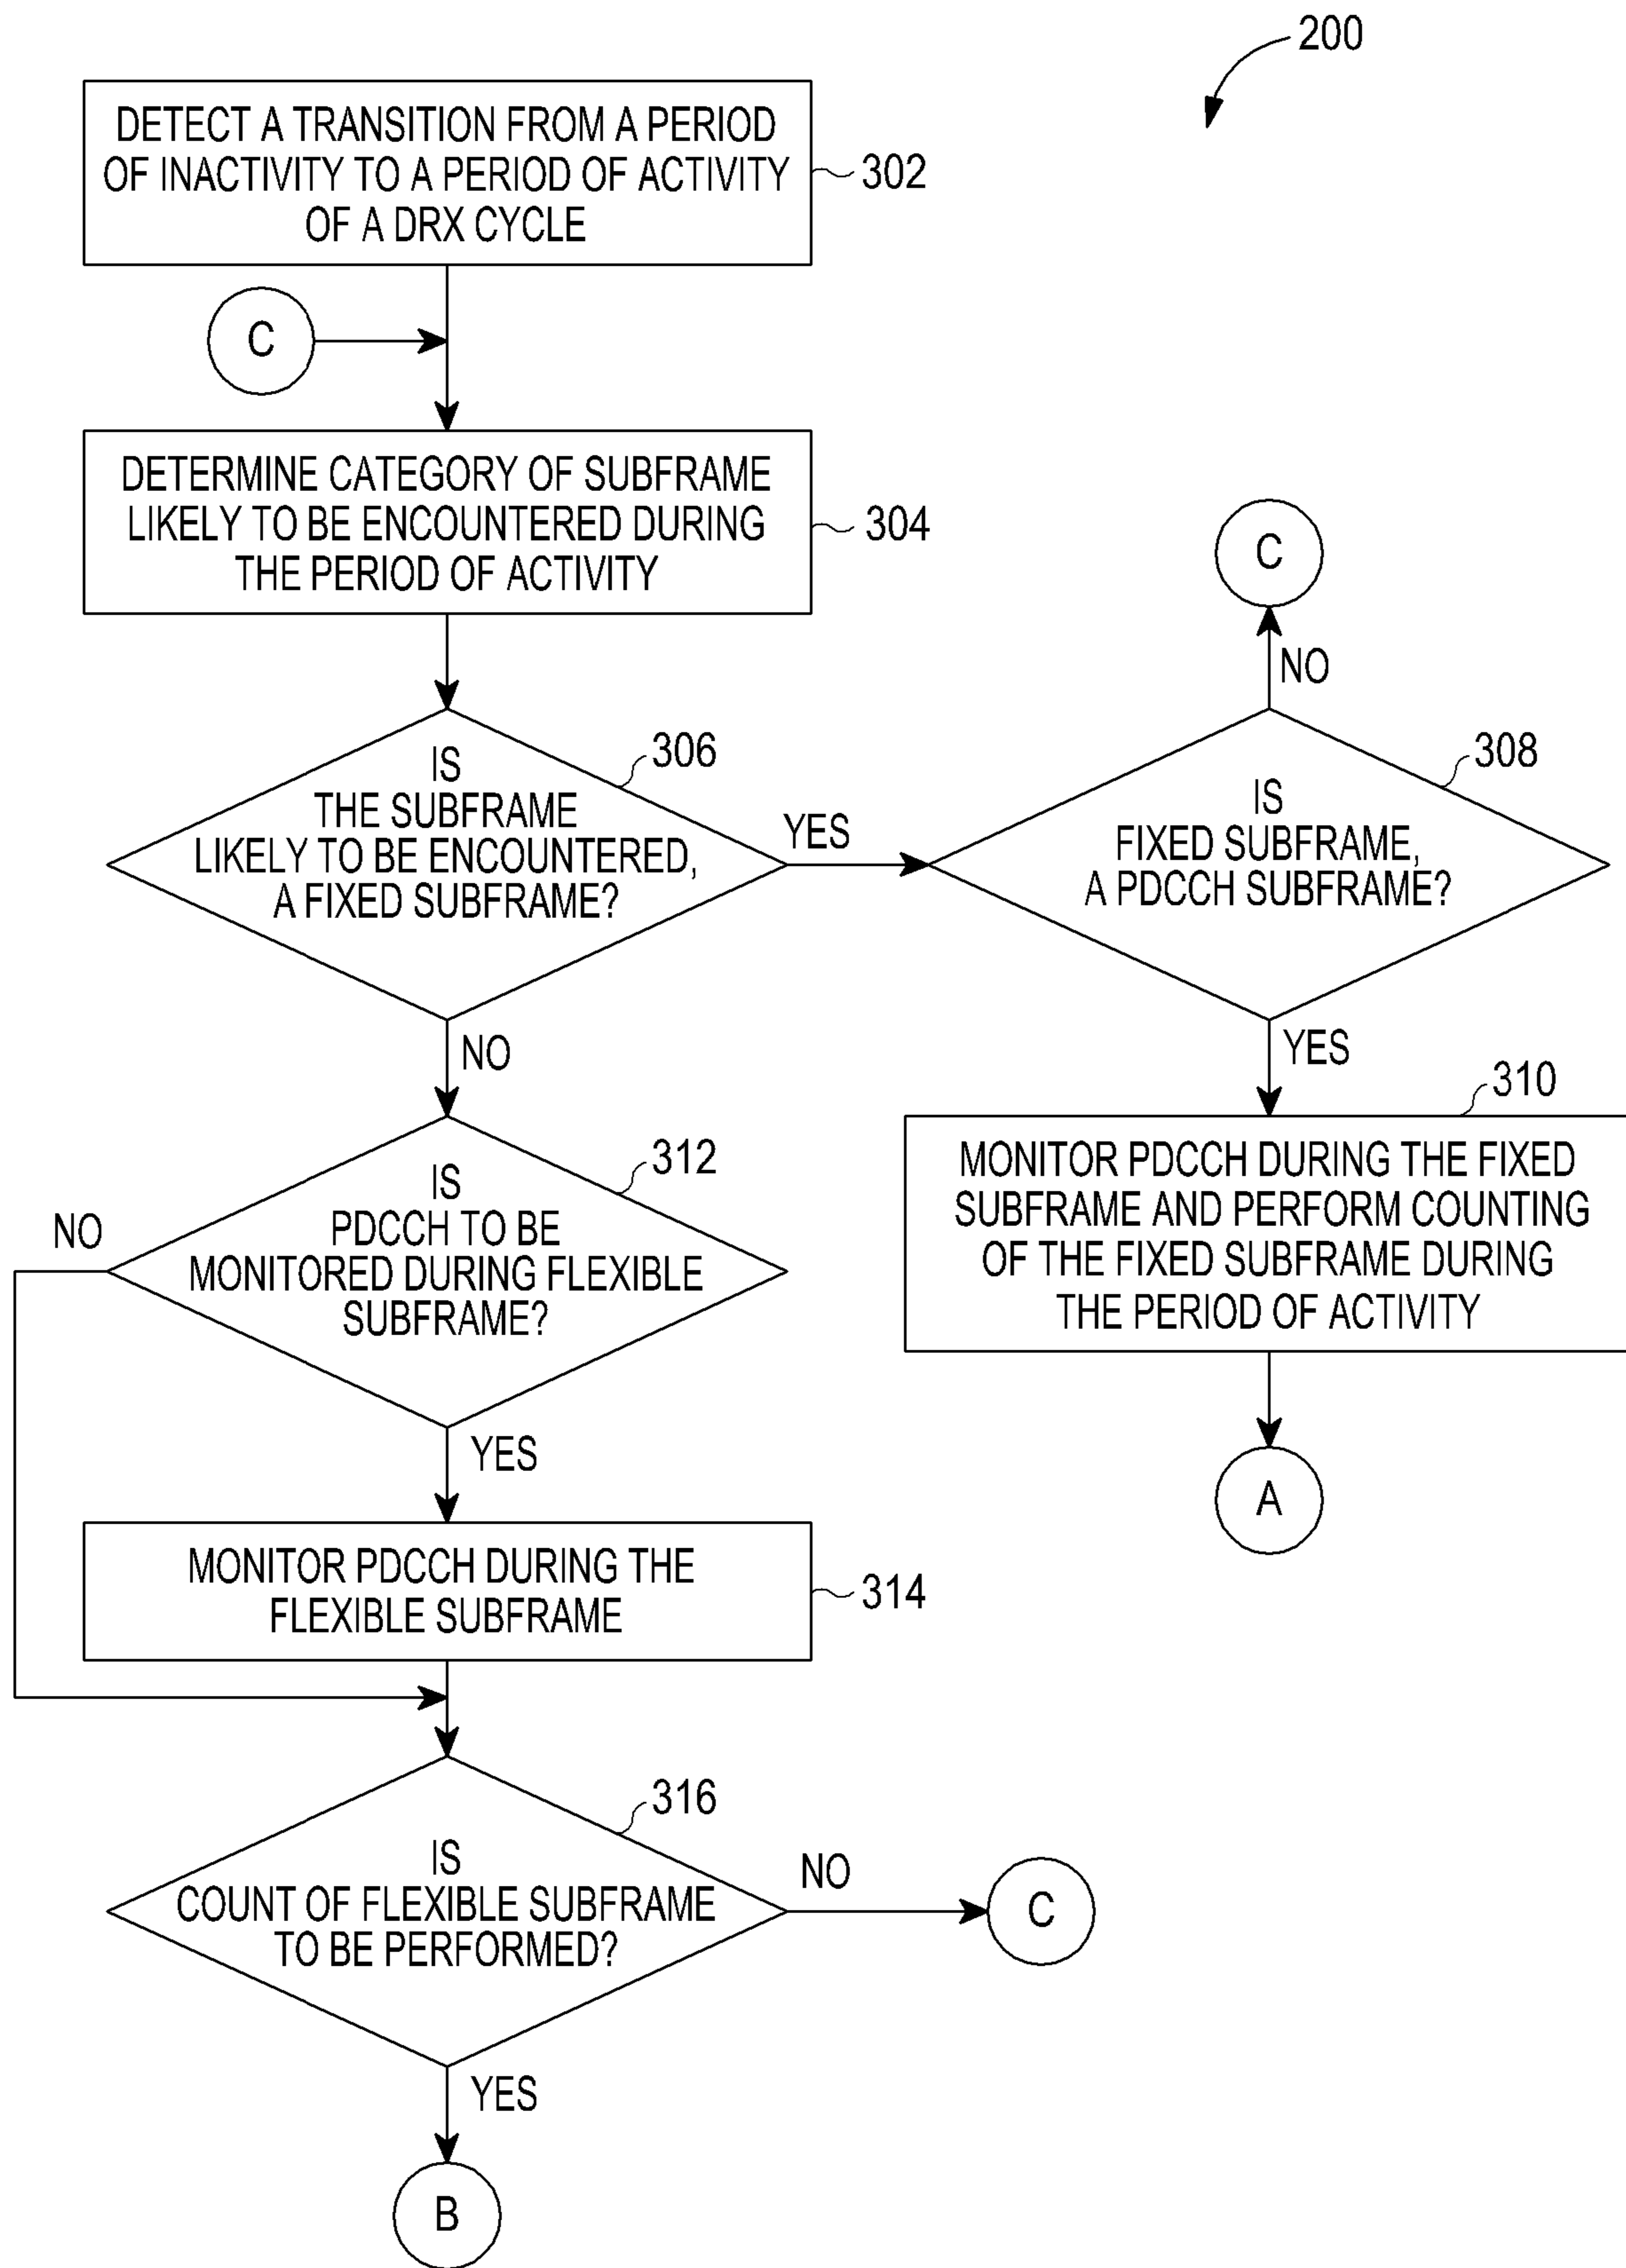 200
DETECT A TRANSITION FROM A PERIOD
OF INACTIVITY TO A PERIOD OF ACTIVITY
OF A DRX CYCLE
302
C
DETERMINE CATEGORY OF SUBFRAME
LIKELY TO BE ENCOUNTERED DURING
THE PERIOD OF ACTIVITY
304
C
NO
IS
THE SUBFRAME
LIKELY TO BE ENCOUNTERED,
A FIXED SUBFRAME?
306
YES
IS
FIXED SUBFRAME,
A PDCCH SUBFRAME?
308
NO
YES
310
MONITOR PDCCH DURING THE FIXED
SUBFRAME AND PERFORM COUNTING
OF THE FIXED SUBFRAME DURING
THE PERIOD OF ACTIVITY
A
IS
PDCCH TO BE
MONITORED DURING FLEXIBLE
SUBFRAME?
312
NO
YES
MONITOR PDCCH DURING THE
FLEXIBLE SUBFRAME
314
IS
COUNT OF FLEXIBLE SUBFRAME
TO BE PERFORMED?
316
NO
C
YES
B